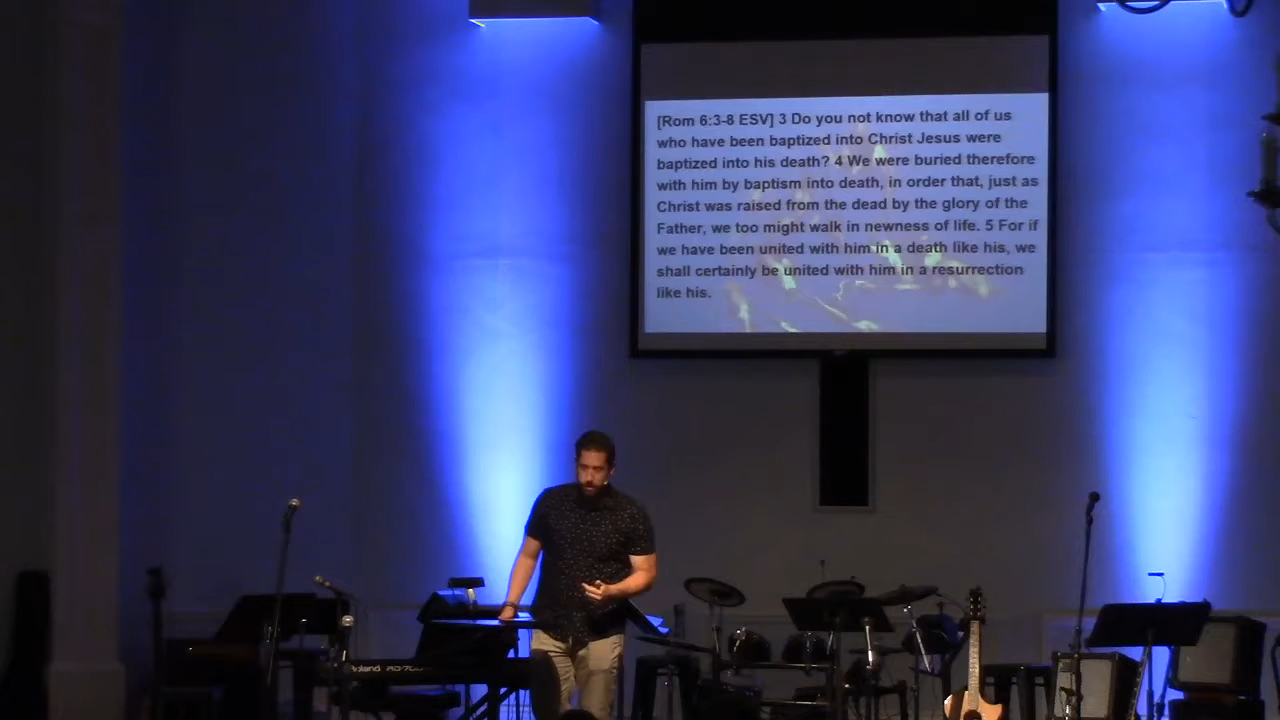 [Rom 6:3-8 ESV] 3 Do you not know that all of us
who have been baptized into Christ Jesus were
baptized into his death? 4 We were buried therefore
with him by baptism into death, in order that, just as
Christ was raised from the dead by the glory of the
Father, we too might walk in newness of life. 5 For if
we have been united with him in a death like his, we
shall certainly be united with him in a resurrection
like his.
Roland